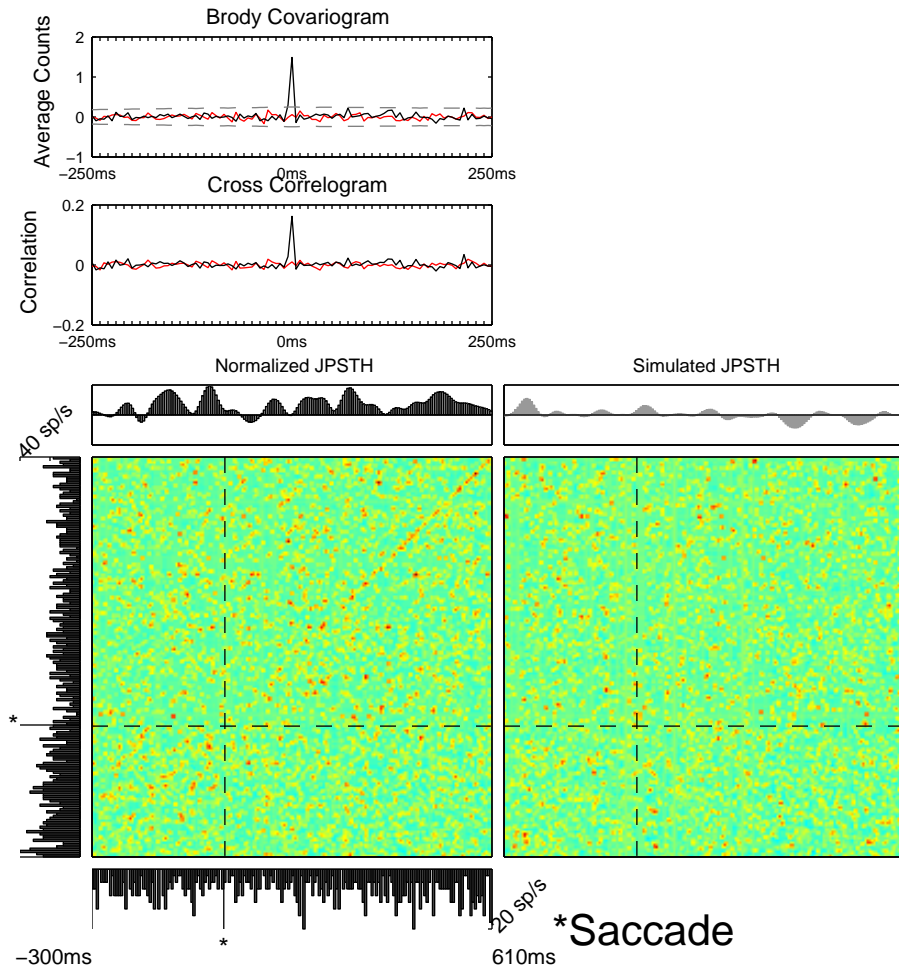 Brody Covariogram
Average Counts
2
1
0
−1
−250ms
0ms
250ms
Cross Correlogram
Correlation
0.2
0
−0.2
−250ms
0ms
250ms
Normalized JPSTH
Simulated JPSTH
40 sp/s
*
20 sp/s
*
*Saccade
−300ms
610ms